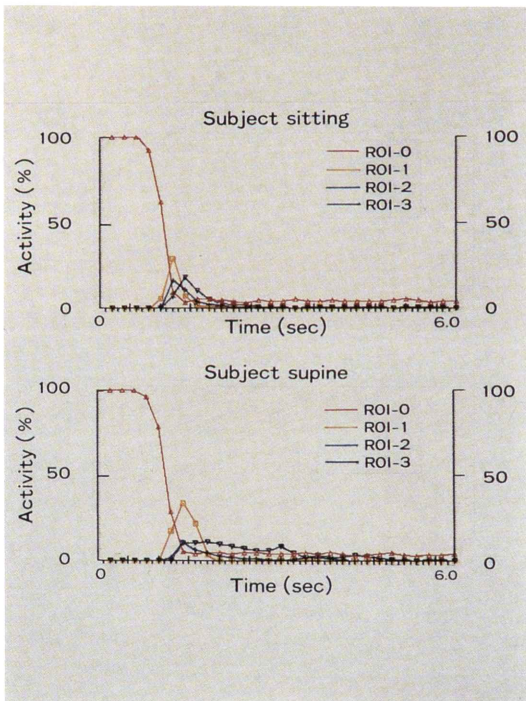 Subject sitting
100
50
0
Activity (%)
ROI-0
ROI-1
ROI-2
ROI-3
100
50
0
0
Time (sec)
6.0
Subject supine
100
50
0
Activity (%)
ROI-0
ROI-1
ROI-2
ROI-3
100
50
0
0
Time (sec)
6.0